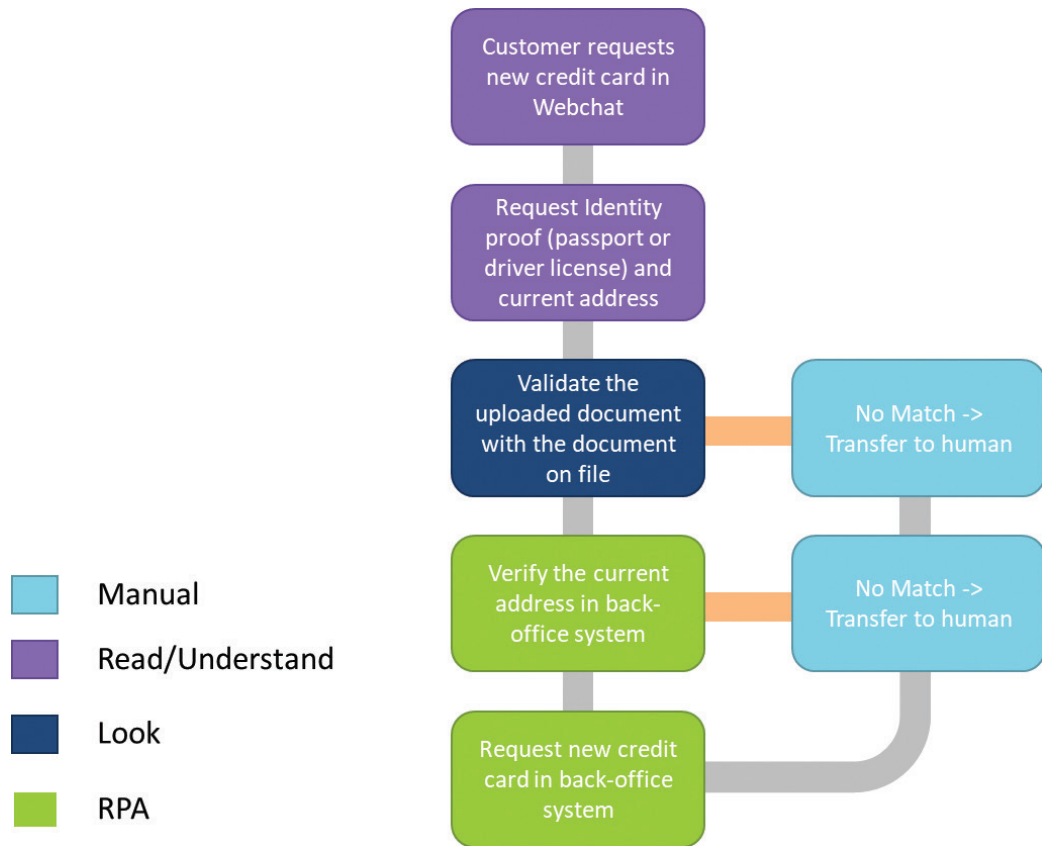 Customer requests
new credit card in
Webchat
Request Identity
proof (passport or
driver license) and
current address
Validate the
uploaded document
with the document
on file
No Match ->
Transfer to human
Verify the current
address in back-
office system
No Match ->
Transfer to human
Request new credit
card in back-office
system
Manual
Read/Understand
Look
RPA